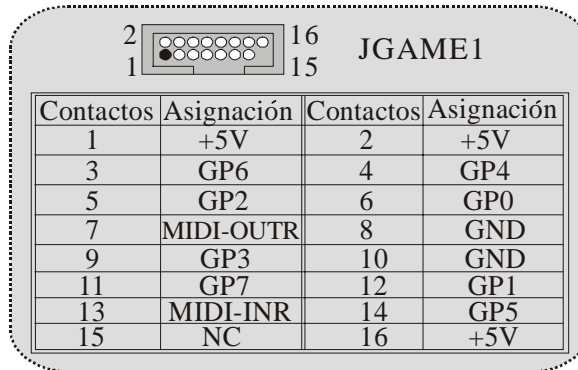 2 16 JGAME1
1 15
Contactos Asignación Contactos Asignación
1 +5V 2 +5V
3 GP6 4 GP4
5 GP2 6 GP0
7 MIDI-OUTR 8 GND
9 GP3 10 GND
11 GP7 12 GP1
13 MIDI-INR 14 GP5
15 NC 16 +5V